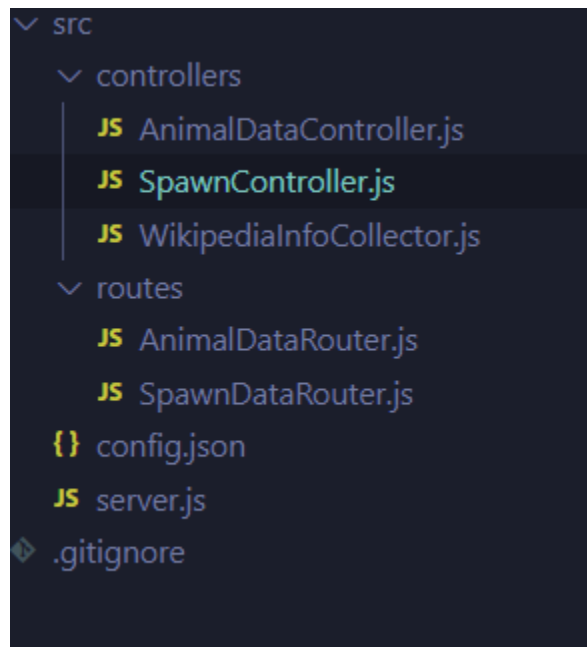 src
controllers
JS AnimalDataController.js
JS SpawnController.js
JS WikipediaInfoCollector.js
routes
JS AnimalDataRouter.js
JS SpawnDataRouter.js
{} config.json
JS server.js
.gitignore